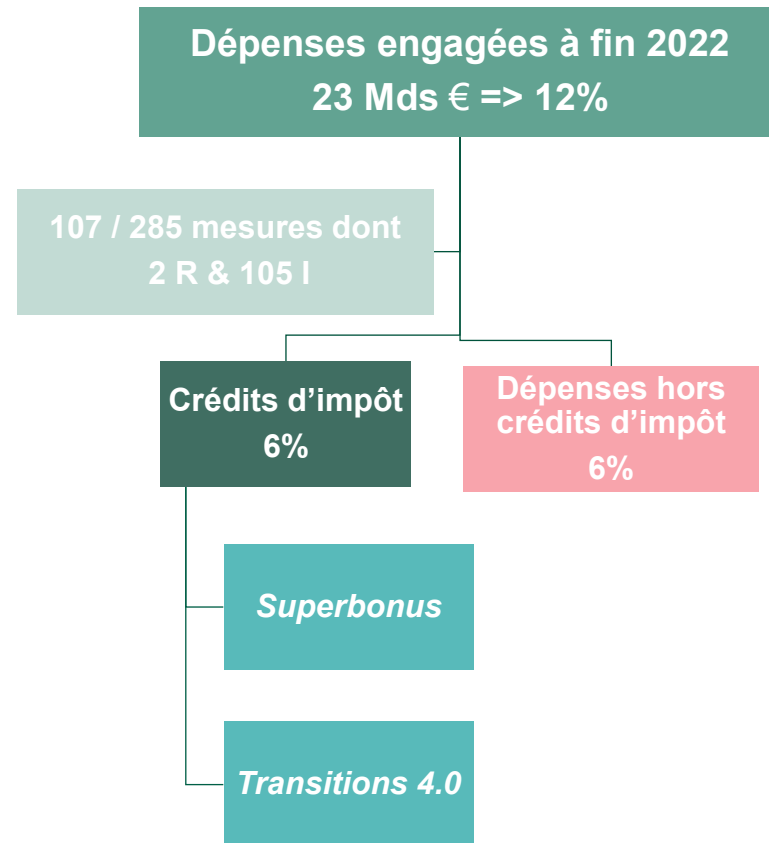 Dépenses engagées à fin 2022
23 Mds € => 12%
107 / 285 mesures dont
2 R & 105 I
Crédits d’impôt
6%
Dépenses hors
crédits d’impôt
6%
Superbonus
Transitions 4.0